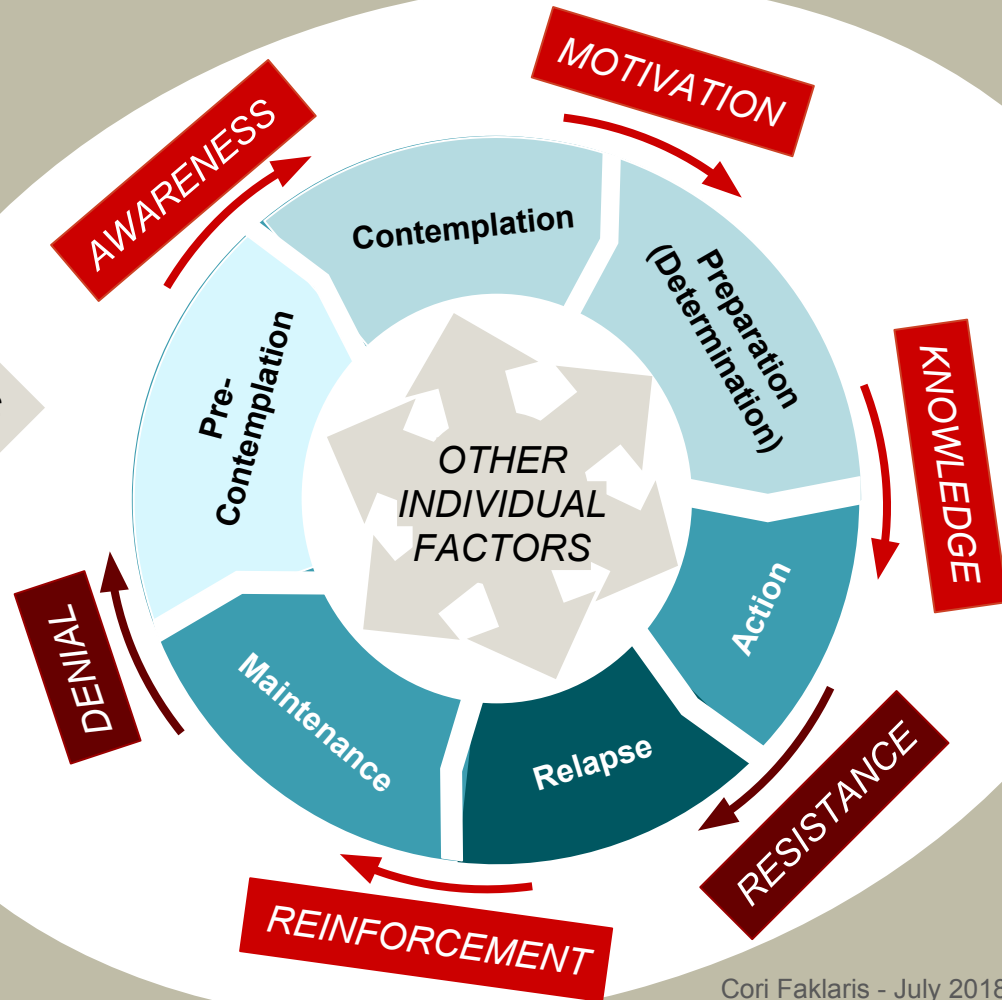 AWARENESS
MOTIVATION
Contemplation
Preparation
(Determination)
KNOWLEDGE
Pre-
Contemplation
OTHER
INDIVIDUAL
FACTORS
Action
DENIAL
Maintenance
Relapse
RESISTANCE
REINFORCEMENT
Cori Faklaris - July 2018